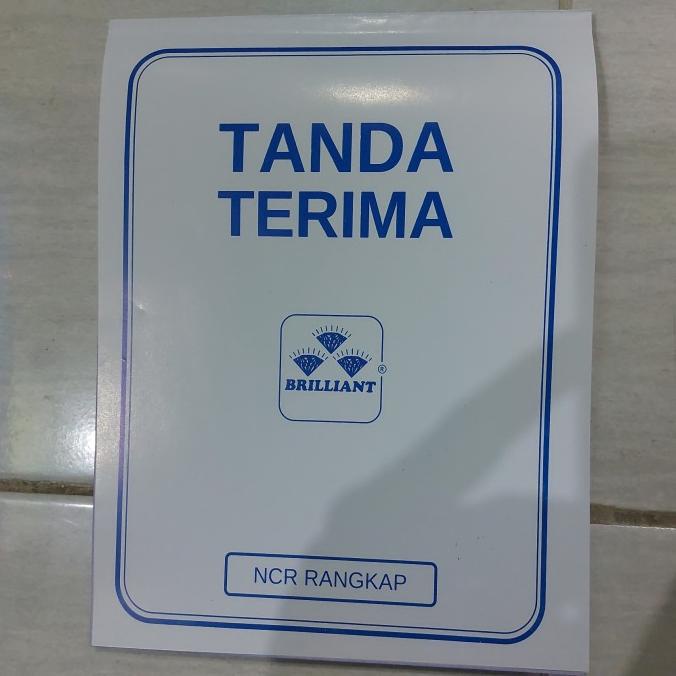 TANDA
TERIMA
BRILLIANT ®
NCR RANGKAP